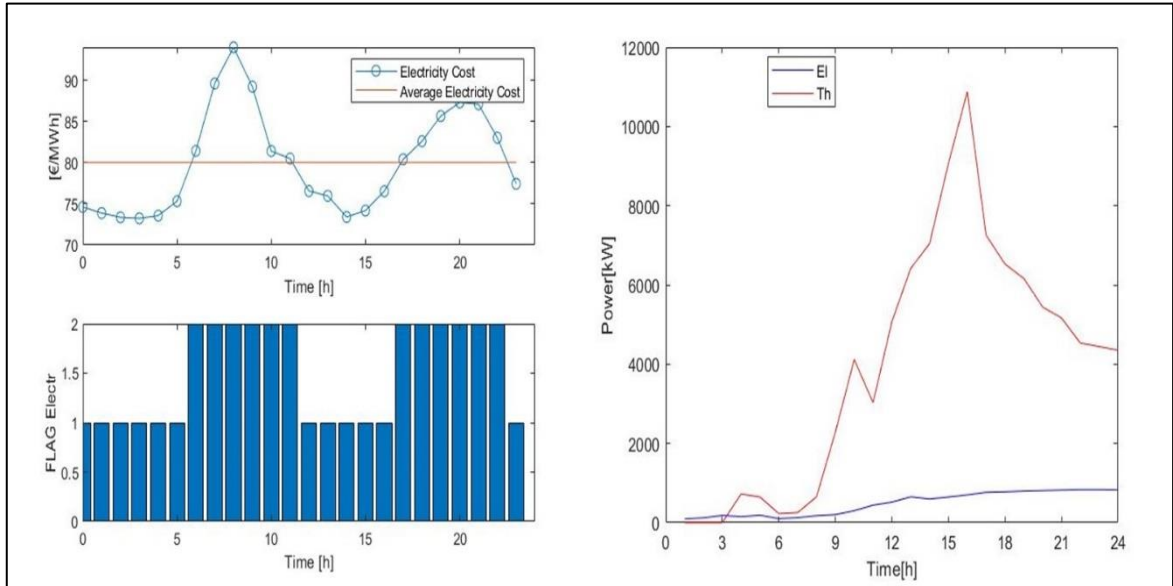 90
85
80
75
70
[€/MWh]
Electricity Cost
Average Electricity Cost
0 5 10 15 20
Time [h]
2
1.5
1
0.5
0
FLAG Electr
0 5 10 15 20
Time [h]
12000
10000
8000
6000
4000
2000
0
Power[kW]
El
Th
0 3 6 9 12 15 18 21 24
Time[h]